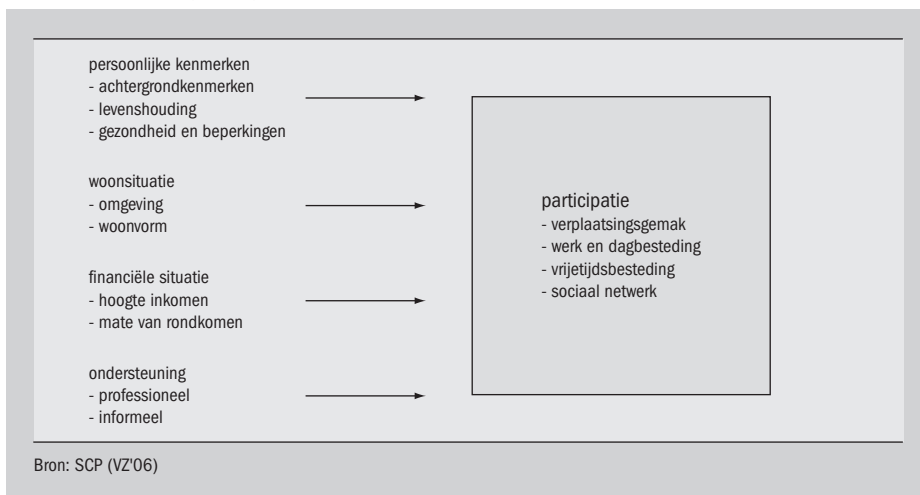 persoonlijke kenmerken
- achtergrondkenmerken
- levenshouding
- gezondheid en beperkingen
woonsituatie
- omgeving
- woonvorm
financiële situatie
- hoogte inkomen
- mate van rondkomen
ondersteuning
- professioneel
- informeel
participatie
- verplaatsingsgemak
- werk en dagbesteding
- vrijetijdsbesteding
- sociaal netwerk
Bron: SCP (VZ'06)